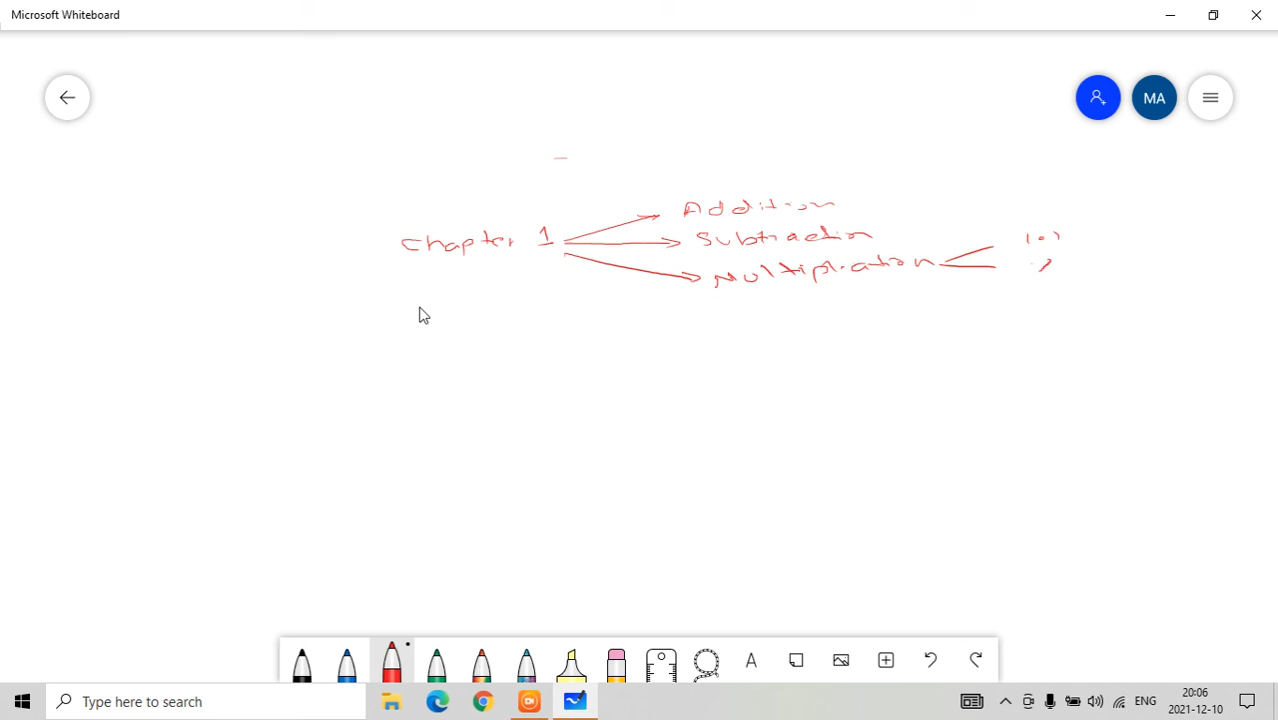 Microsoft Whiteboard
MA
Addition
Chapter 1
Subtraction
Multiplication
A
Type here to search
ENG
20:06
2021-12-10